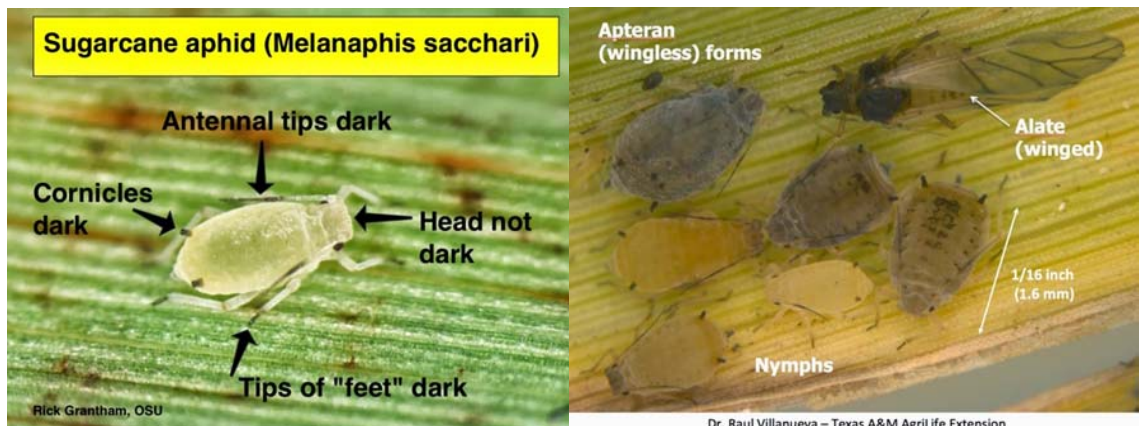 Sugarcane aphid (Melanaphis sacchari)
Antennal tips dark
Cornicles
dark
Head not
dark
Tips of "feet" dark
Rick Grantham, OSU
Apteran
(wingless) forms
Alate
(winged)
1/16 inch
(1.6 mm)
Nymphs
Dr. Raul Villanueva – Texas A&M AgriLife Extension